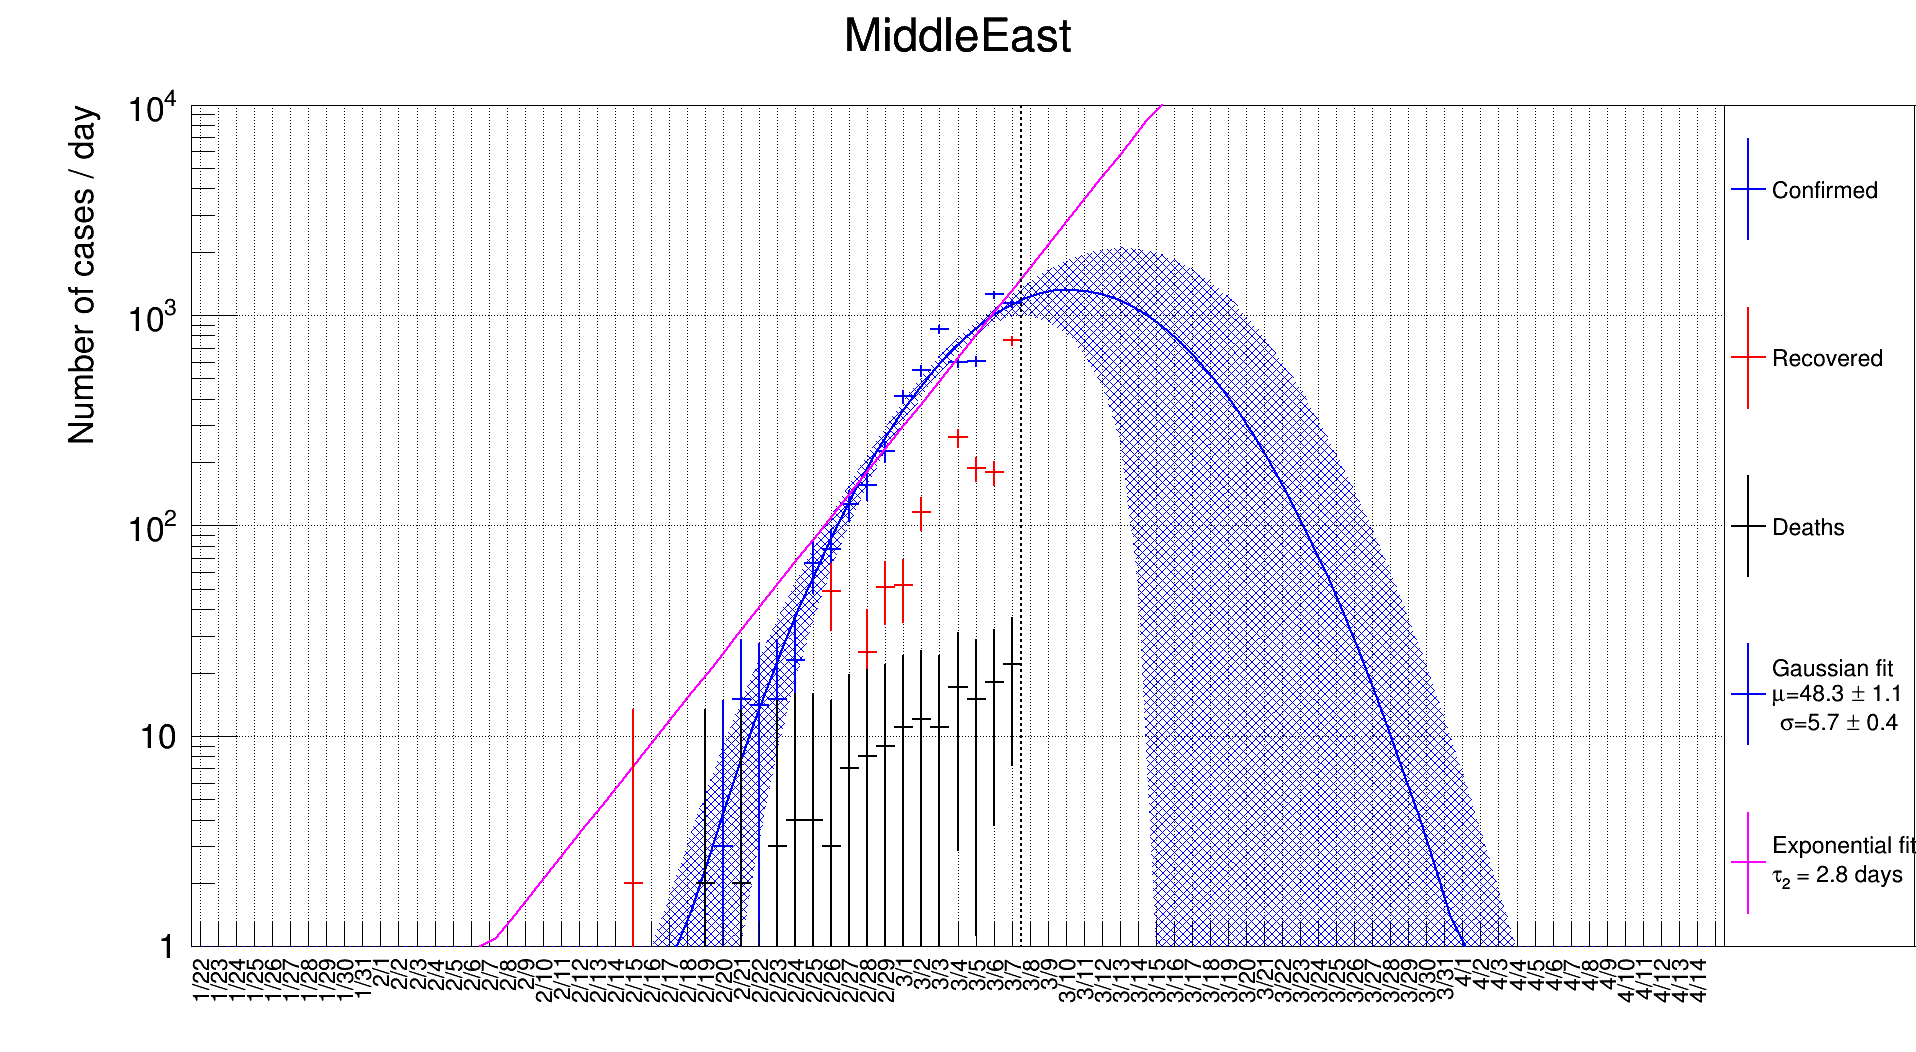 MiddleEast
Number of cases / day
10⁴
10³
10²
10
1
1/22 1/23 1/24 1/25 1/26 1/27 1/28 1/29 1/30 1/31 2/1 2/2 2/3 2/4 2/5 2/6 2/7 2/8 2/9 2/10 2/11 2/12 2/13 2/14 2/15 2/16 2/17 2/18 2/19 2/20 2/21 2/22 2/23 2/24 2/25 2/26 2/27 2/28 2/29 3/1 3/2 3/3 3/4 3/5 3/6 3/7 3/8 3/9 3/10 3/11 3/12 3/13 3/14 3/15 3/16 3/17 3/18 3/19 3/20 3/21 3/22 3/23 3/24 3/25 3/26 3/27 3/28 3/29 3/30 3/31 4/1 4/2 4/3 4/4 4/5 4/6 4/7 4/8 4/9 4/10 4/11 4/12 4/13 4/14
Confirmed
Recovered
Deaths
Gaussian fit
μ=48.3 ± 1.1
σ=5.7 ± 0.4
Exponential fit
τ₂ = 2.8 days